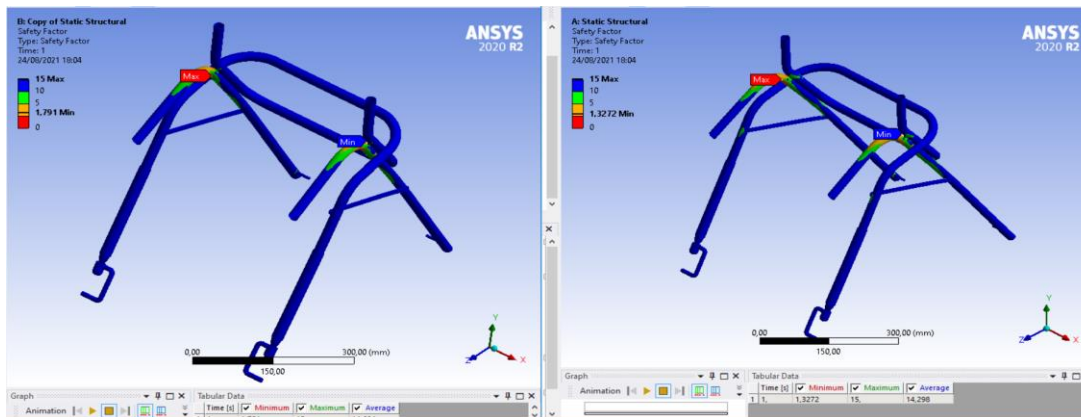 B: Copy of Static Structural
Safety Factor
Type: Safety Factor
Time: 1
24/08/2021 18:04
15 Max
10
5
1,791 Min
0
ANSYS
2020 R2
Max
Min
0,00
300,00 (mm)
150,00
Y
Z
X
Graph
Animation
Tabular Data
Time [s] Minimum Maximum Average
A: Static Structural
Safety Factor
Type: Safety Factor
Time: 1
24/08/2021 18:04
15 Max
10
5
1,3272 Min
0
ANSYS
2020 R2
Max
Min
0,00
300,00 (mm)
150,00
Y
Z
X
Graph
Animation
Tabular Data
Time [s] Minimum Maximum Average
1 1, 1,3272 15, 14,298